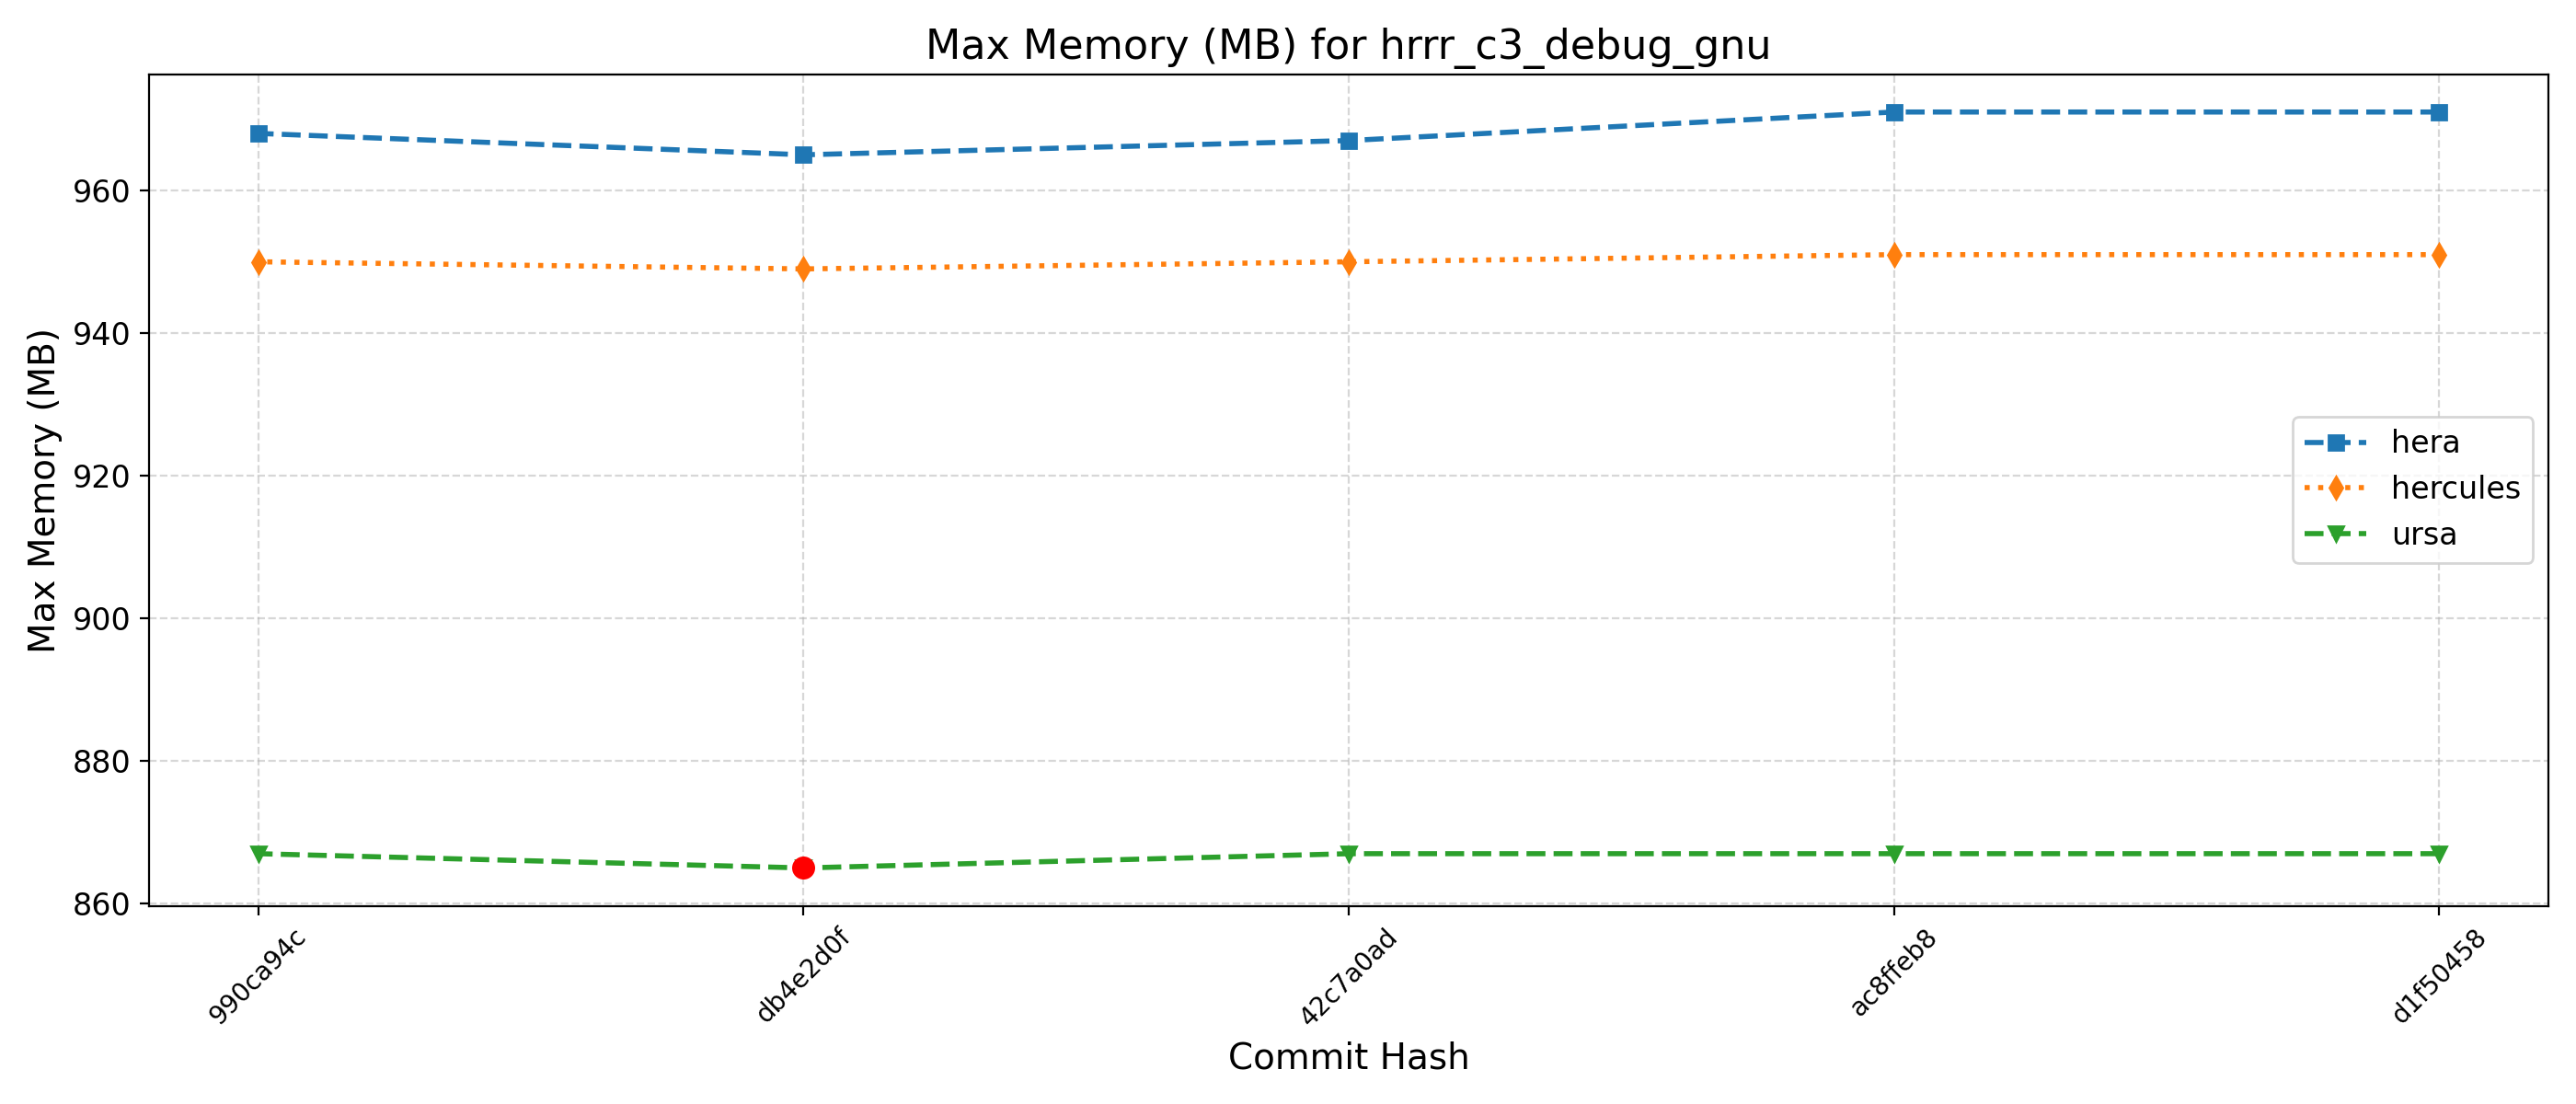 Max Memory (MB) for hrrr_c3_debug_gnu
Max Memory (MB)
960
940
920
900
880
860
hera
hercules
ursa
990ca94c
db4e2d0f
42c7a0ad
ac8ffeb8
d1f50458
Commit Hash